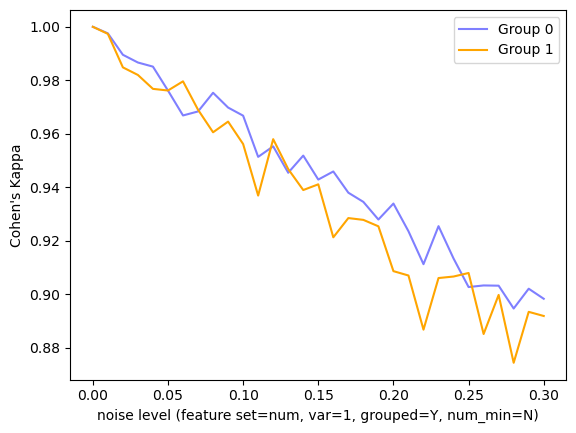 1.00
0.98
0.96
0.94
0.92
0.90
0.88
Cohen's Kappa
Group 0
Group 1
0.00 0.05 0.10 0.15 0.20 0.25 0.30
noise level (feature set=num, var=1, grouped=Y, num_min=N)